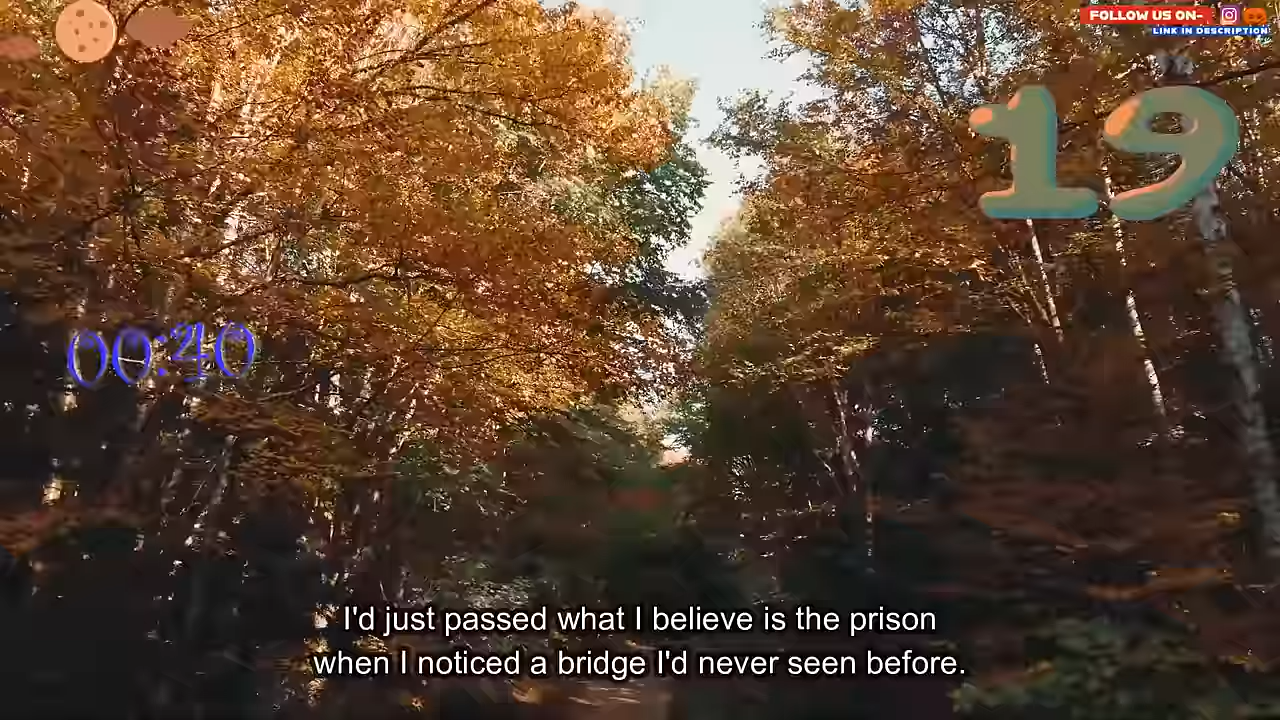 FOLLOW US ON-
LINK IN DESCRIPTION
19
00:40
I'd just passed what I believe is the prison
when I noticed a bridge I'd never seen before.